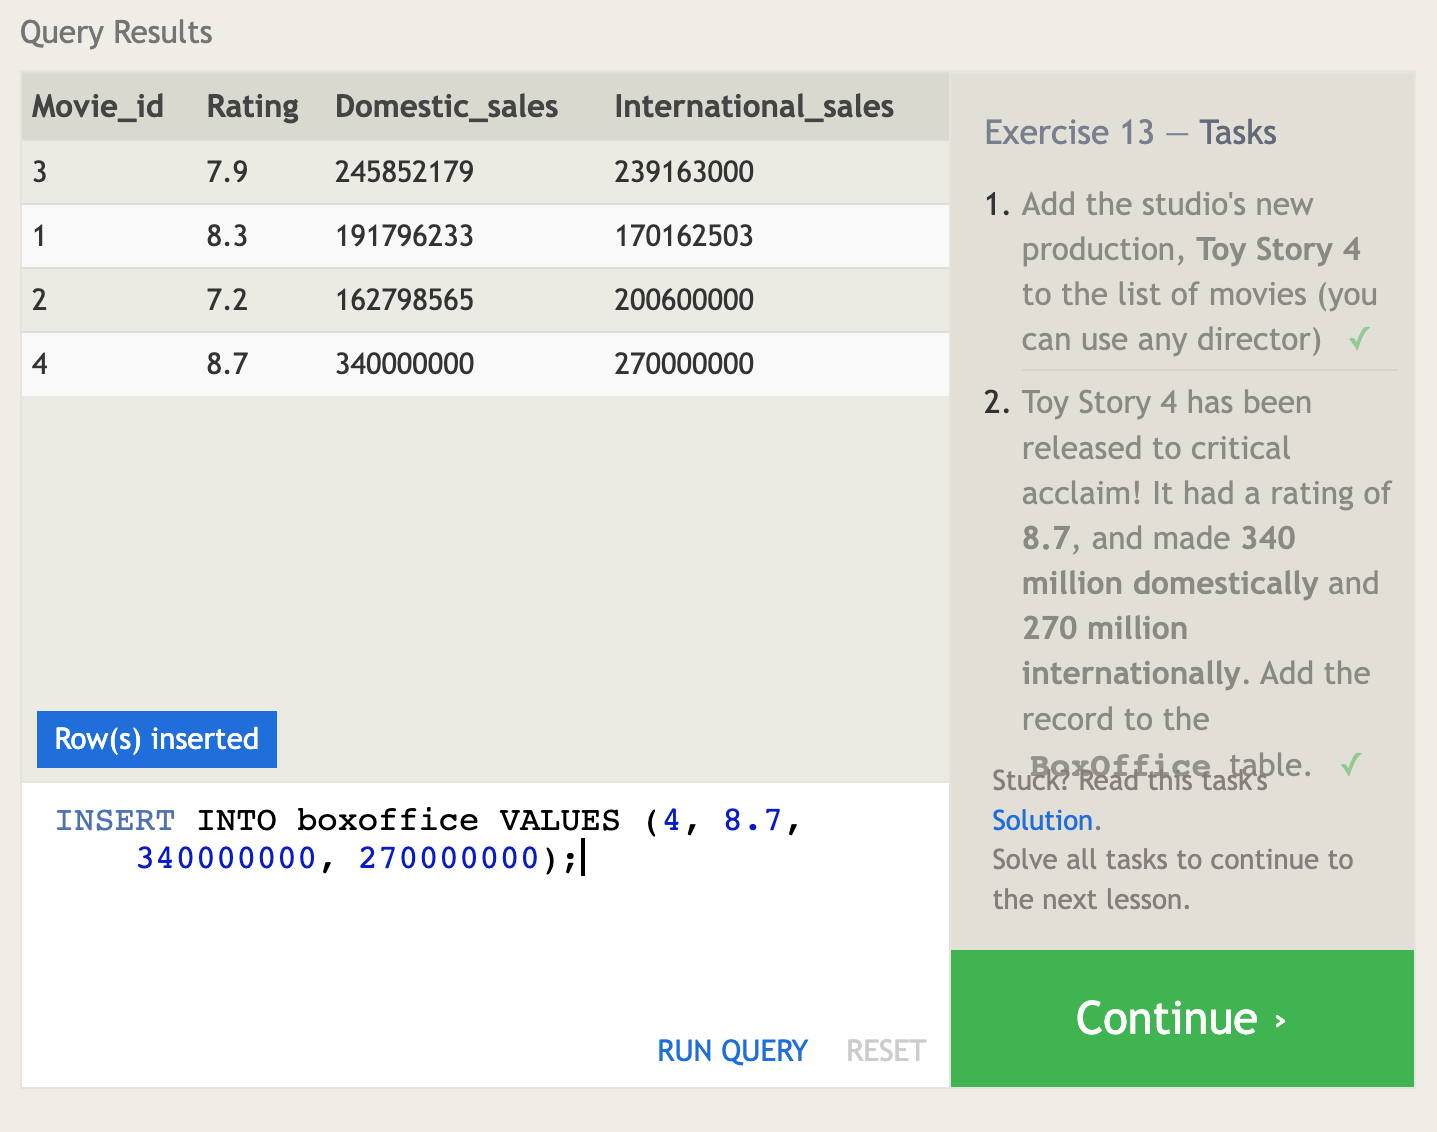 Query Results
Movie_id Rating Domestic_sales International_sales
3 7.9 245852179 239163000
1 8.3 191796233 170162503
2 7.2 162798565 200600000
4 8.7 340000000 270000000
Row(s) inserted
INSERT INTO boxoffice VALUES (4, 8.7,
340000000, 270000000);
RUN QUERY RESET
Exercise 13 — Tasks
1. Add the studio's new
production, Toy Story 4
to the list of movies (you
can use any director) ✓
2. Toy Story 4 has been
released to critical
acclaim! It had a rating of
8.7, and made 340
million domestically and
270 million
internationally. Add the
record to the
BoxOffice table. ✓
Stuck? Read this task's
Solution.
Solve all tasks to continue to
the next lesson.
Continue ›